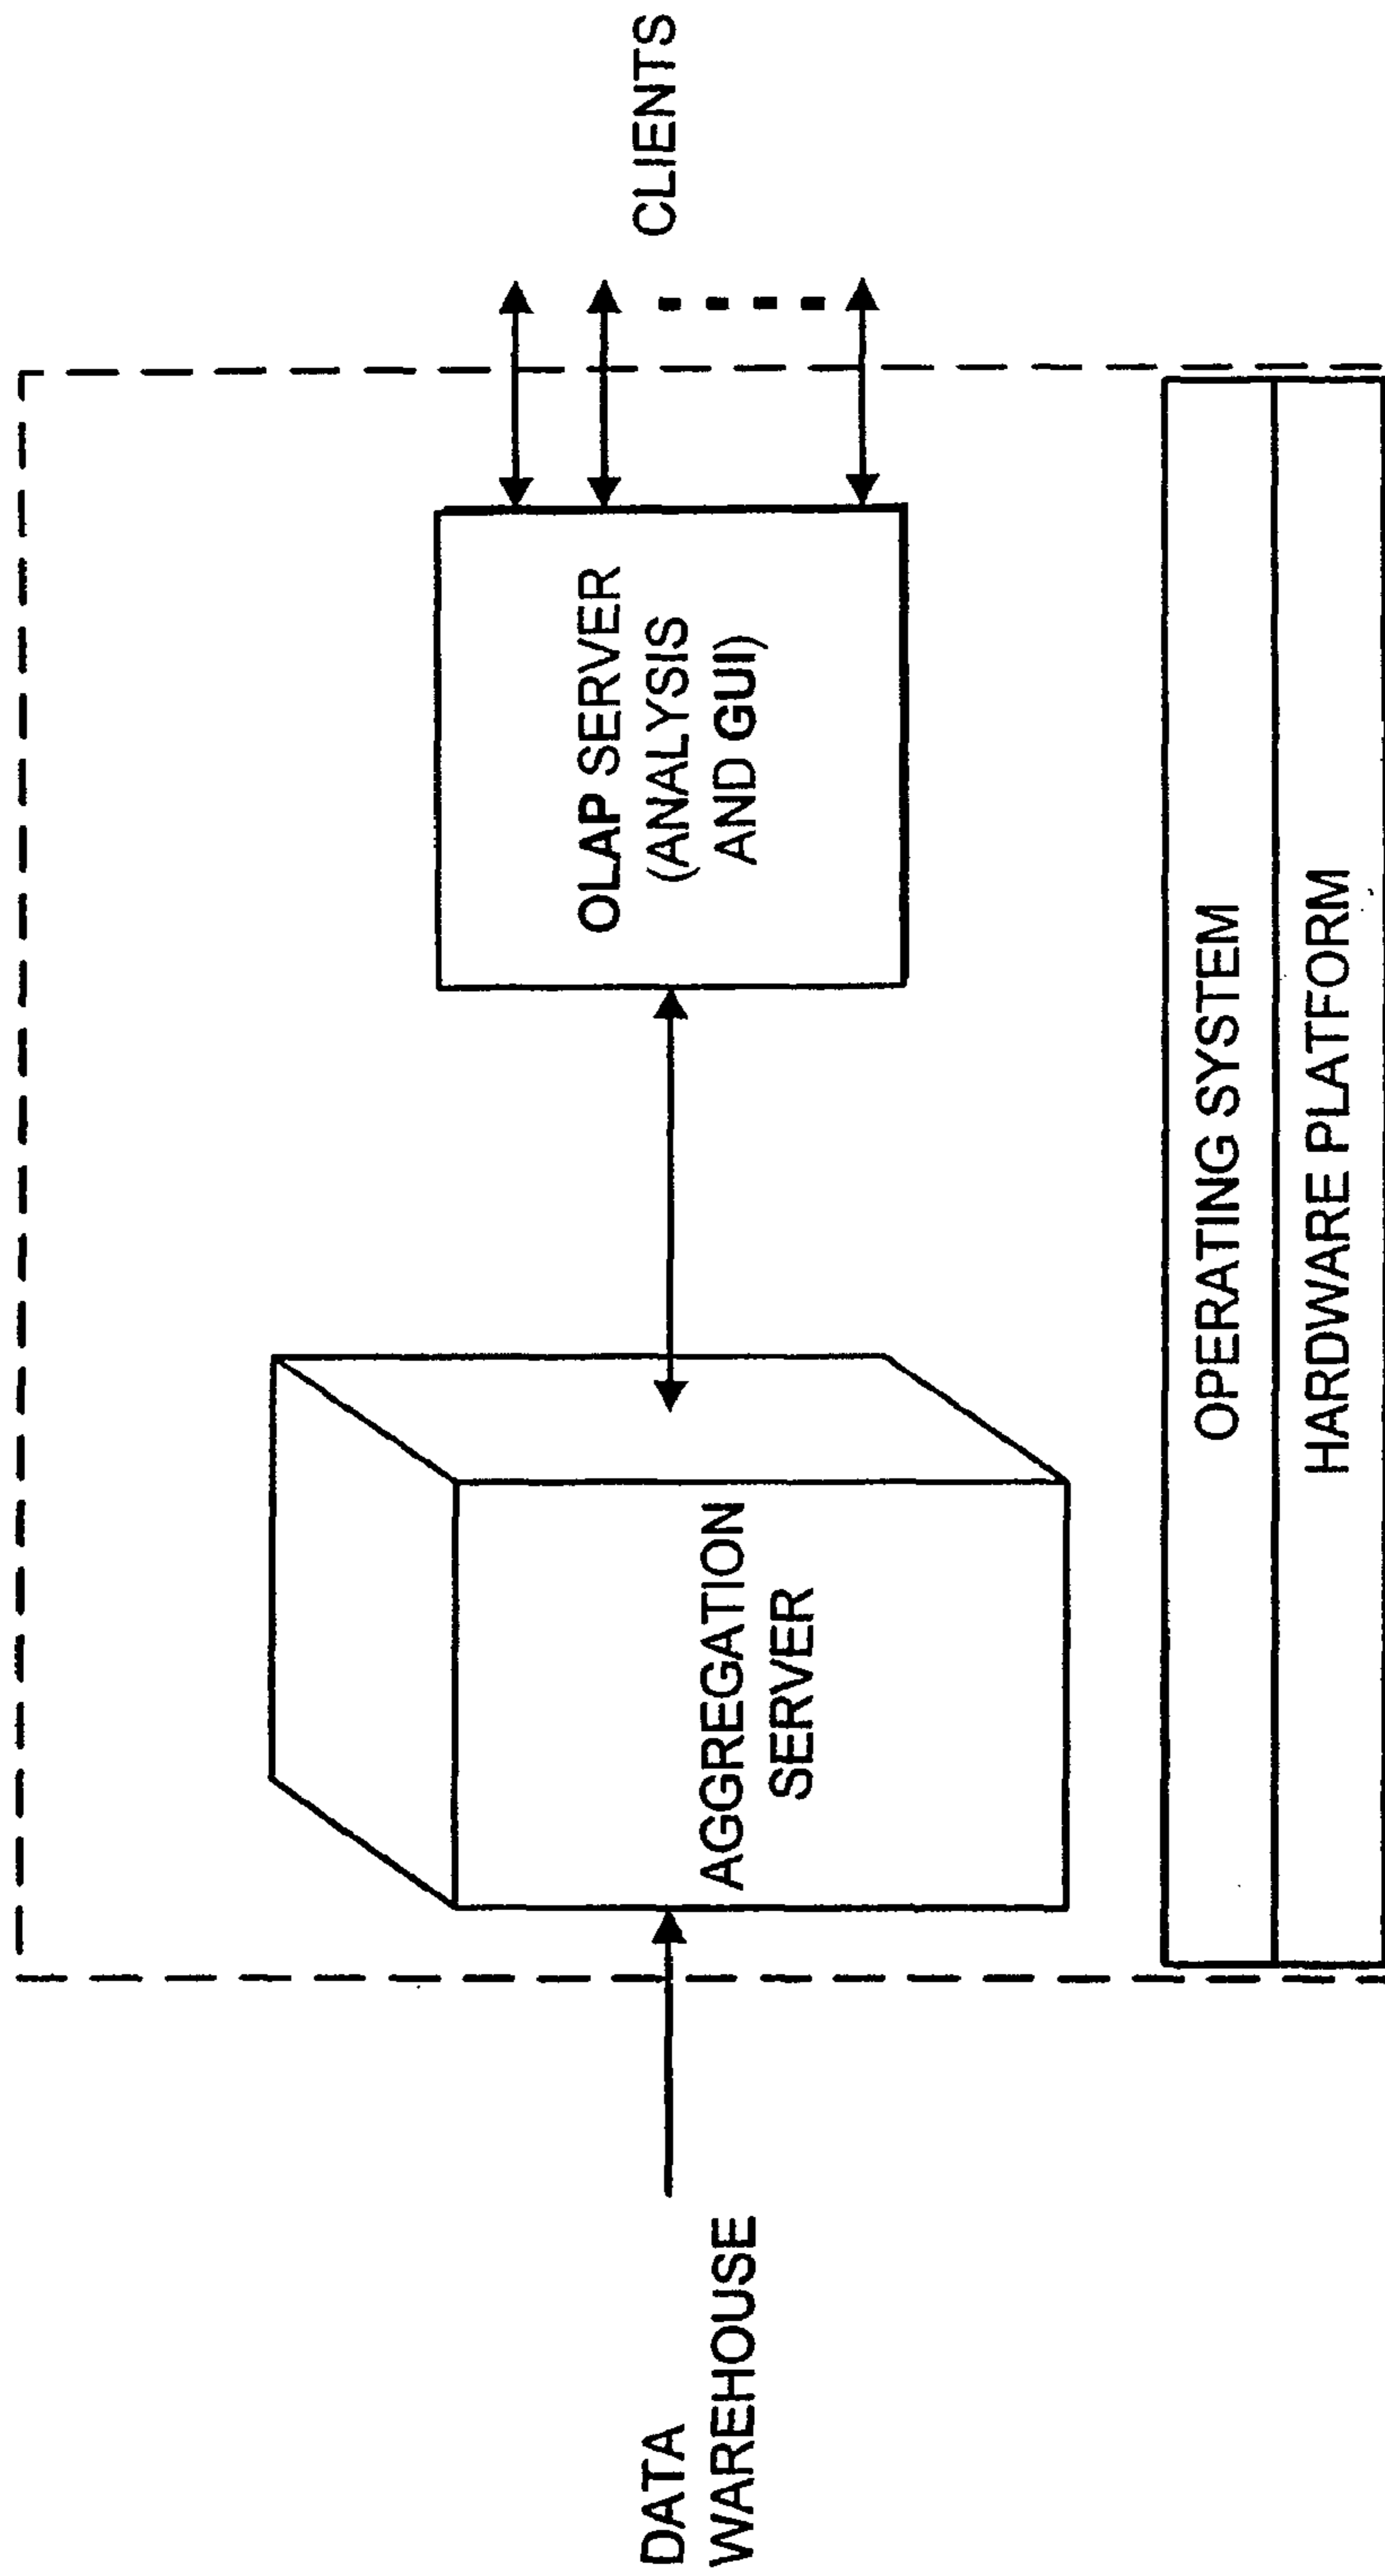 DATA
WAREHOUSE
AGGREGATION
SERVER
OLAP SERVER
(ANALYSIS
AND GUI)
CLIENTS
OPERATING SYSTEM
HARDWARE PLATFORM